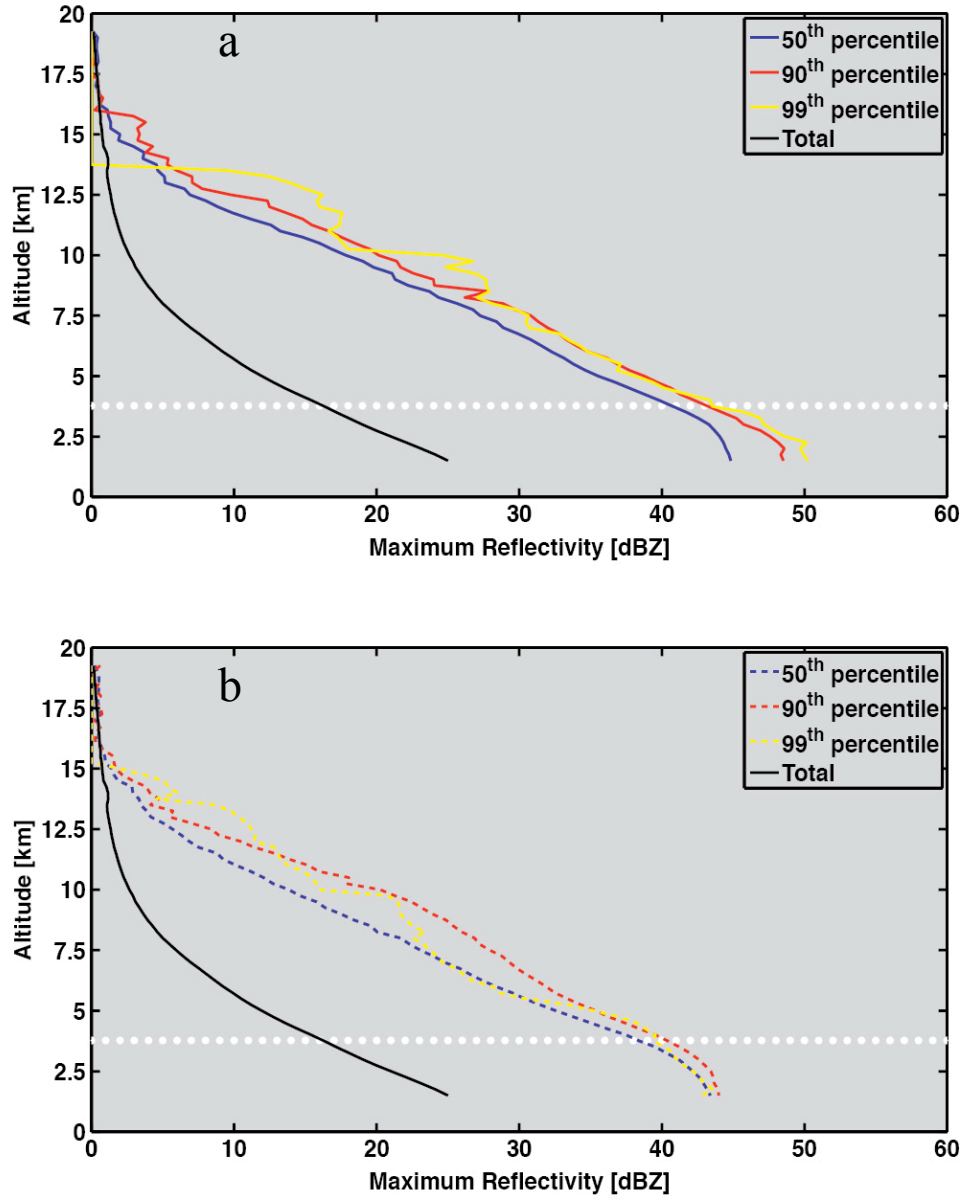 a
50th percentile
90th percentile
99th percentile
Total
20
17.5
15
12.5
10
7.5
5
2.5
0
Altitude [km]
0 10 20 30 40 50 60
Maximum Reflectivity [dBZ]
b
50th percentile
90th percentile
99th percentile
Total
20
17.5
15
12.5
10
7.5
5
2.5
0
Altitude [km]
0 10 20 30 40 50 60
Maximum Reflectivity [dBZ]